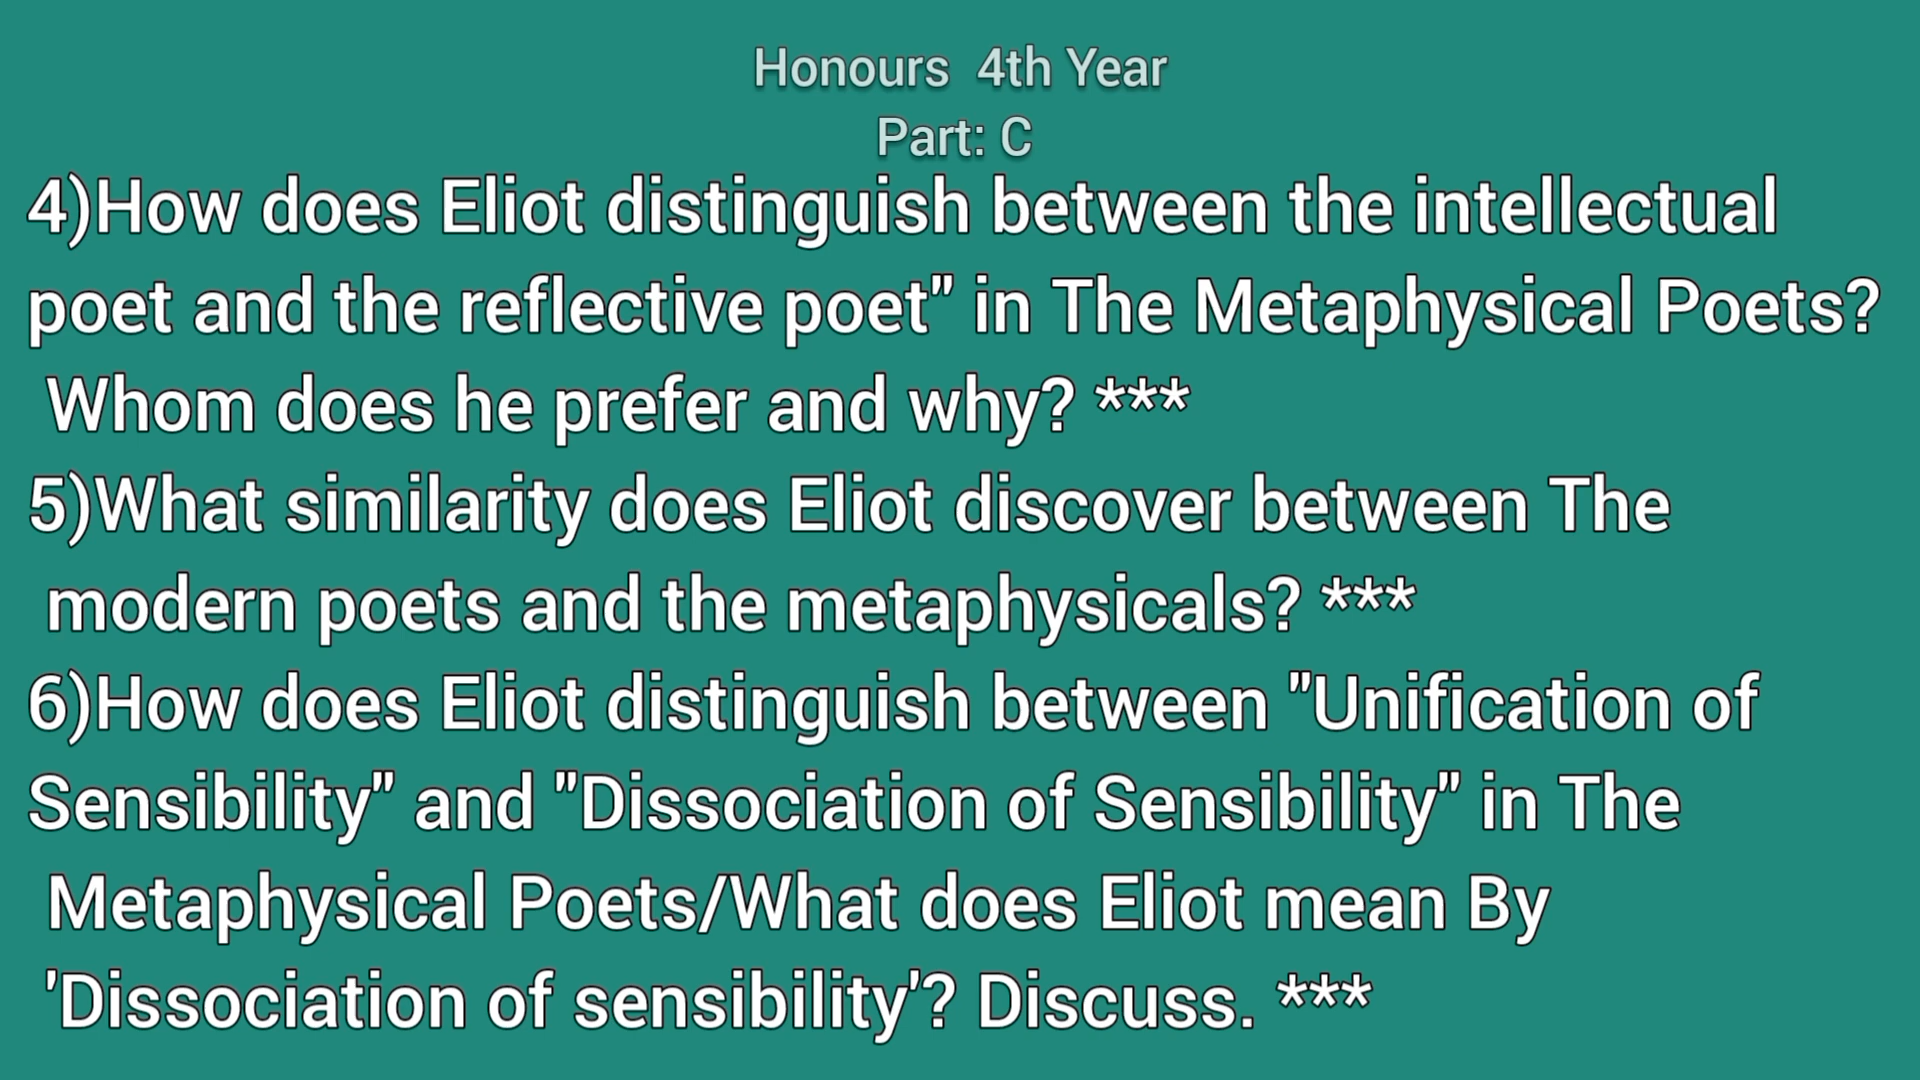 Honours 4th Year
Part: C
4)How does Eliot distinguish between the intellectual
poet and the reflective poet" in The Metaphysical Poets?
Whom does he prefer and why? ***
5)What similarity does Eliot discover between The
modern poets and the metaphysicals? ***
6)How does Eliot distinguish between "Unification of
Sensibility" and "Dissociation of Sensibility" in The
Metaphysical Poets/What does Eliot mean By
'Dissociation of sensibility'? Discuss. ***